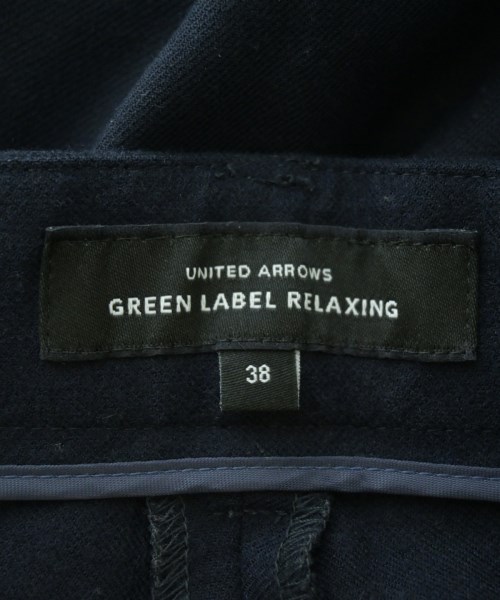 UNITED ARROWS
GREEN LABEL RELAXING
38